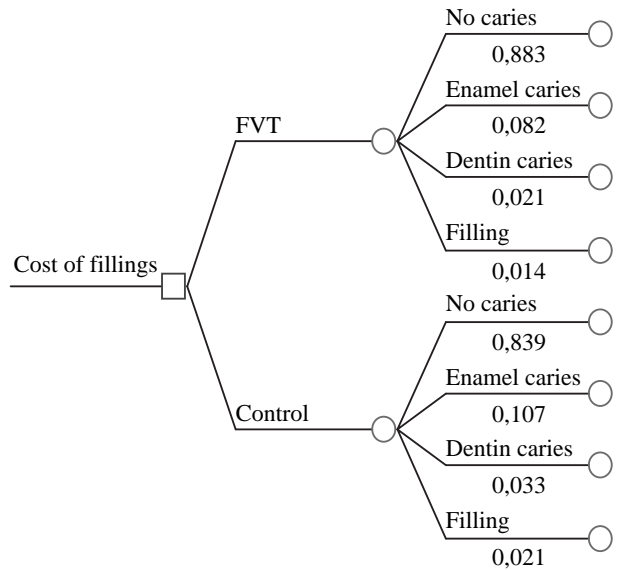 No caries
0,883
Enamel caries
0,082
FVT
Dentin caries
0,021
Filling
0,014
Cost of fillings
No caries
0,839
Enamel caries
0,107
Control
Dentin caries
0,033
Filling
0,021